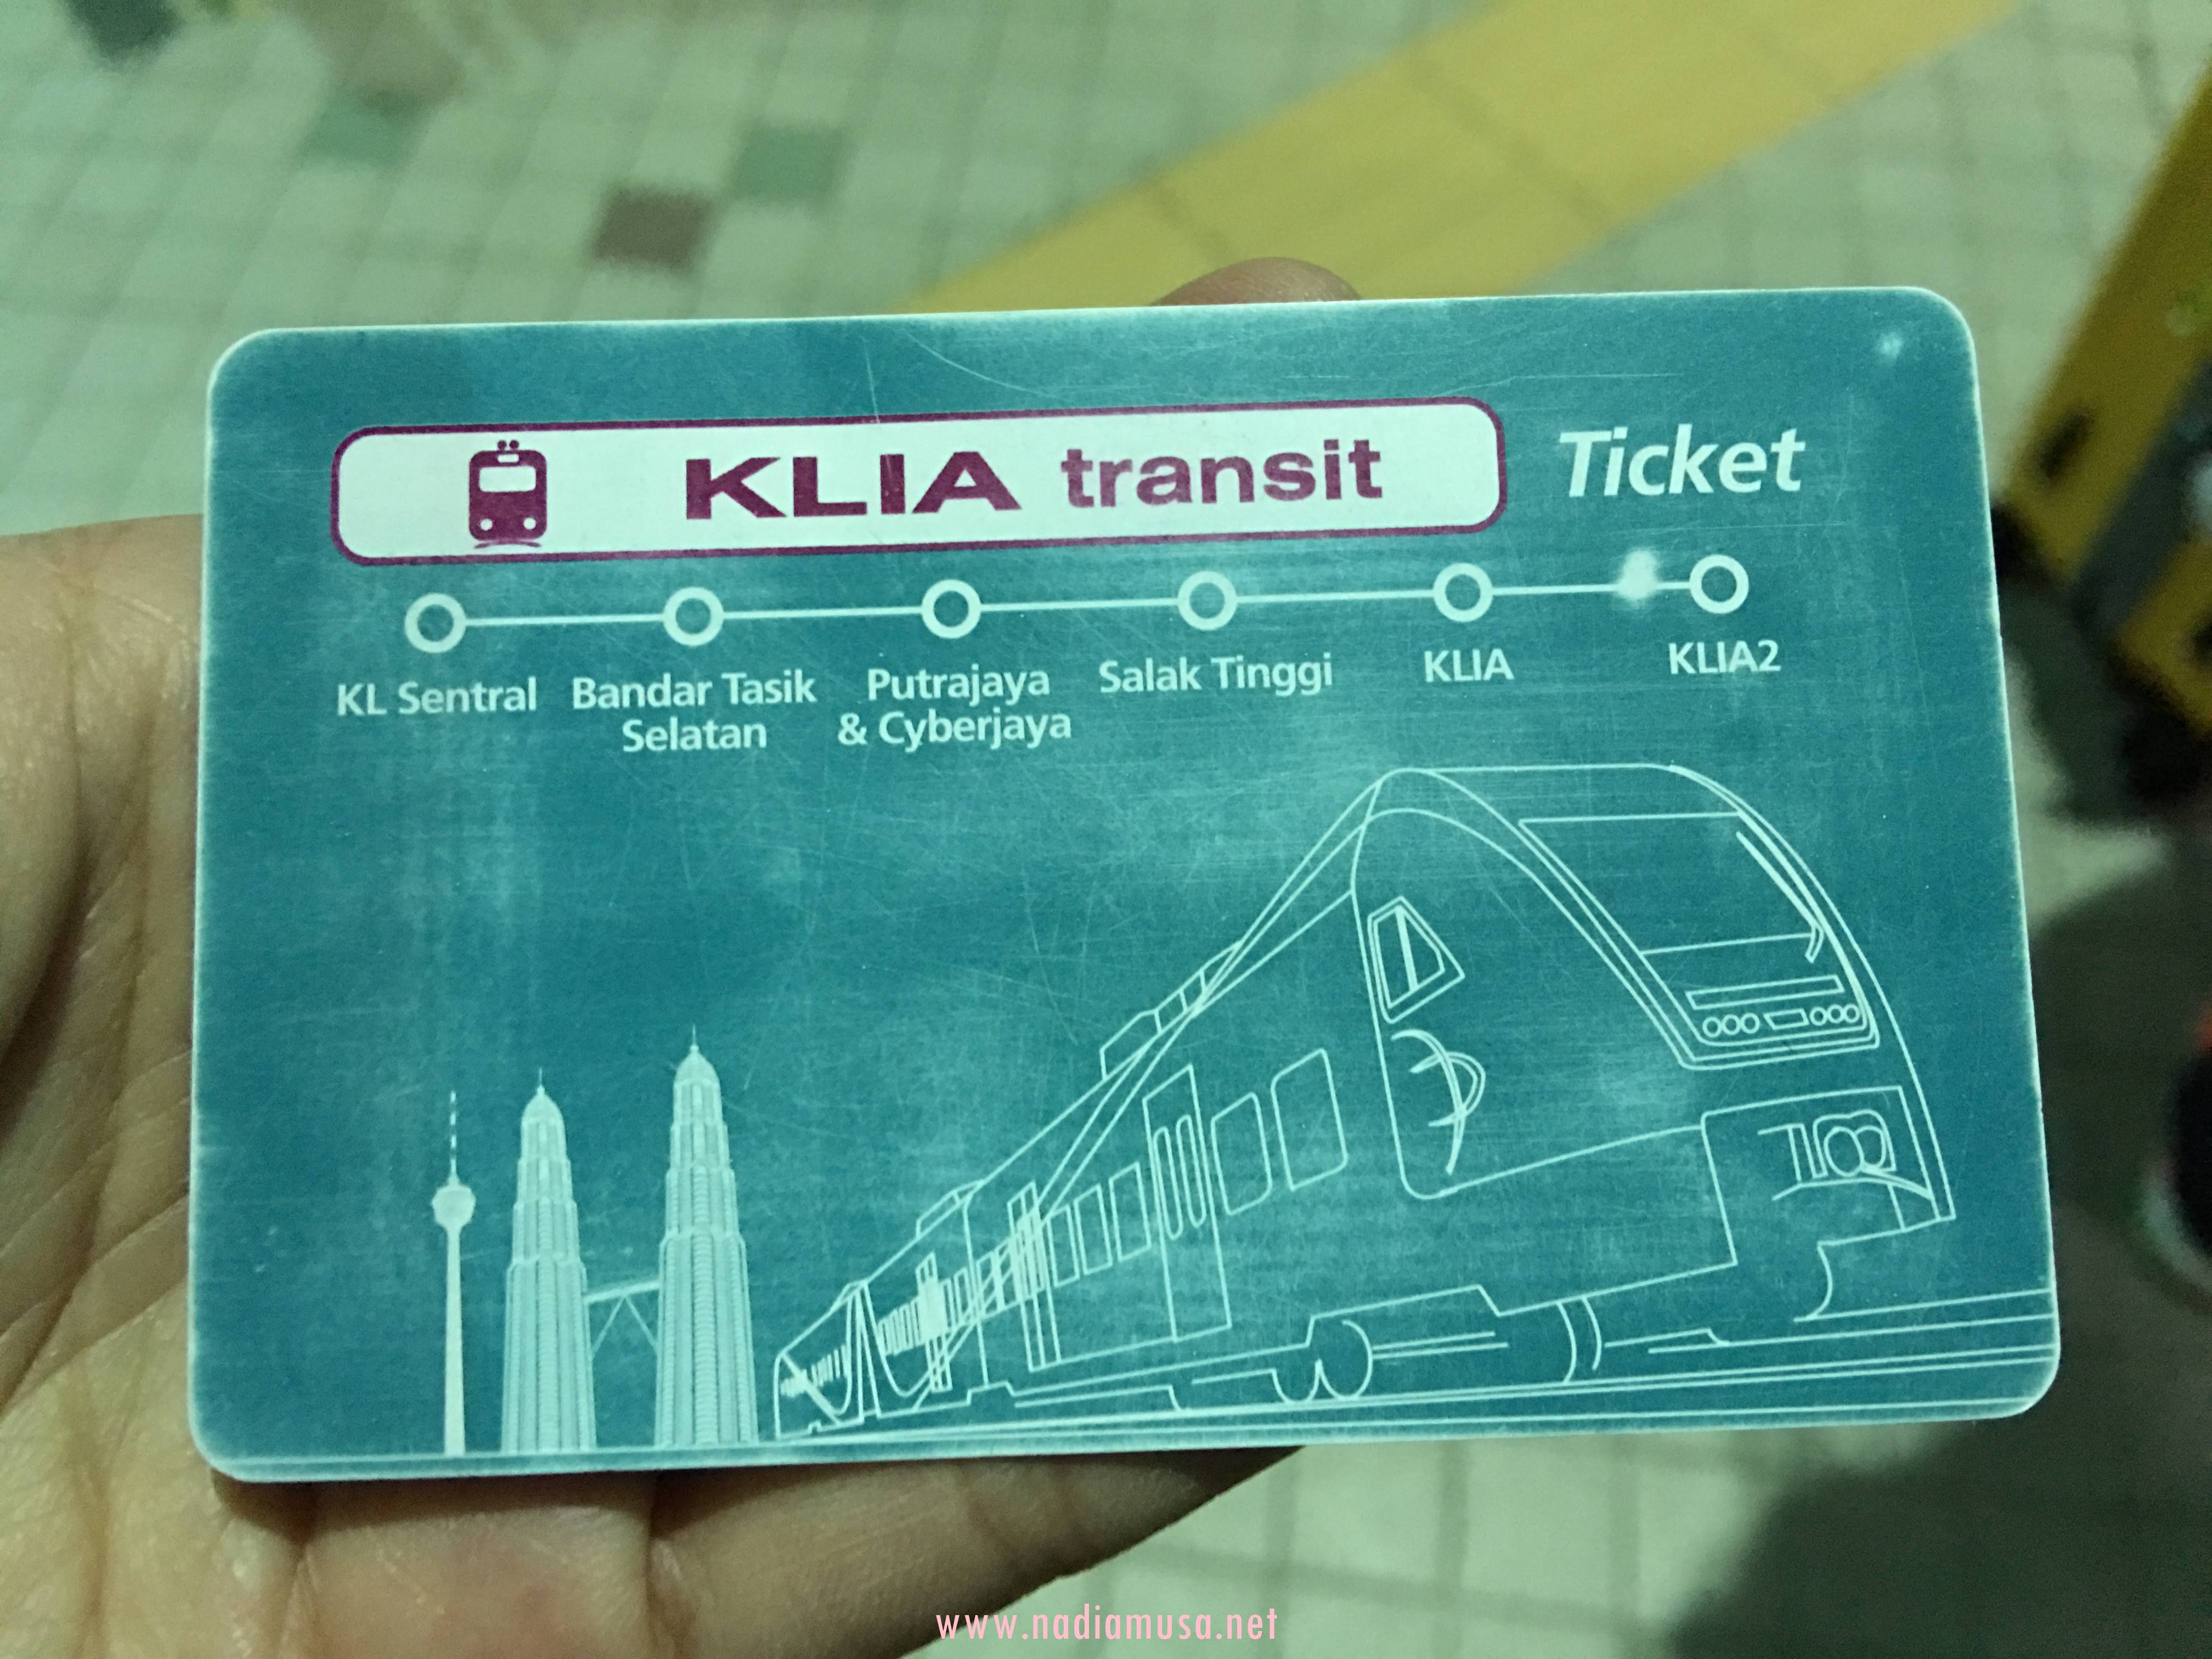 KLIA transit Ticket
KL Sentral
Bandar Tasik
Selatan
Putrajaya
& Cyberjaya
Salak Tinggi
KLIA
KLIA2
www.nadiamusa.net